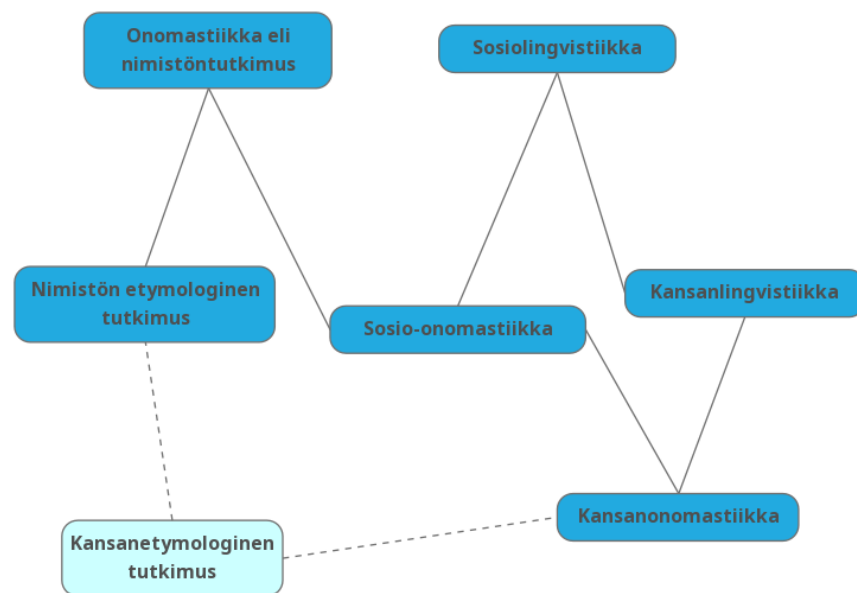 Onomastiikka eli
nimistöntutkimus
Sosiolingvistiikka
Nimistön etymologinen
tutkimus
Sosio-onomastiikka
Kansanlingvistiikka
Kansanetymologinen
tutkimus
Kansanonomastiikka